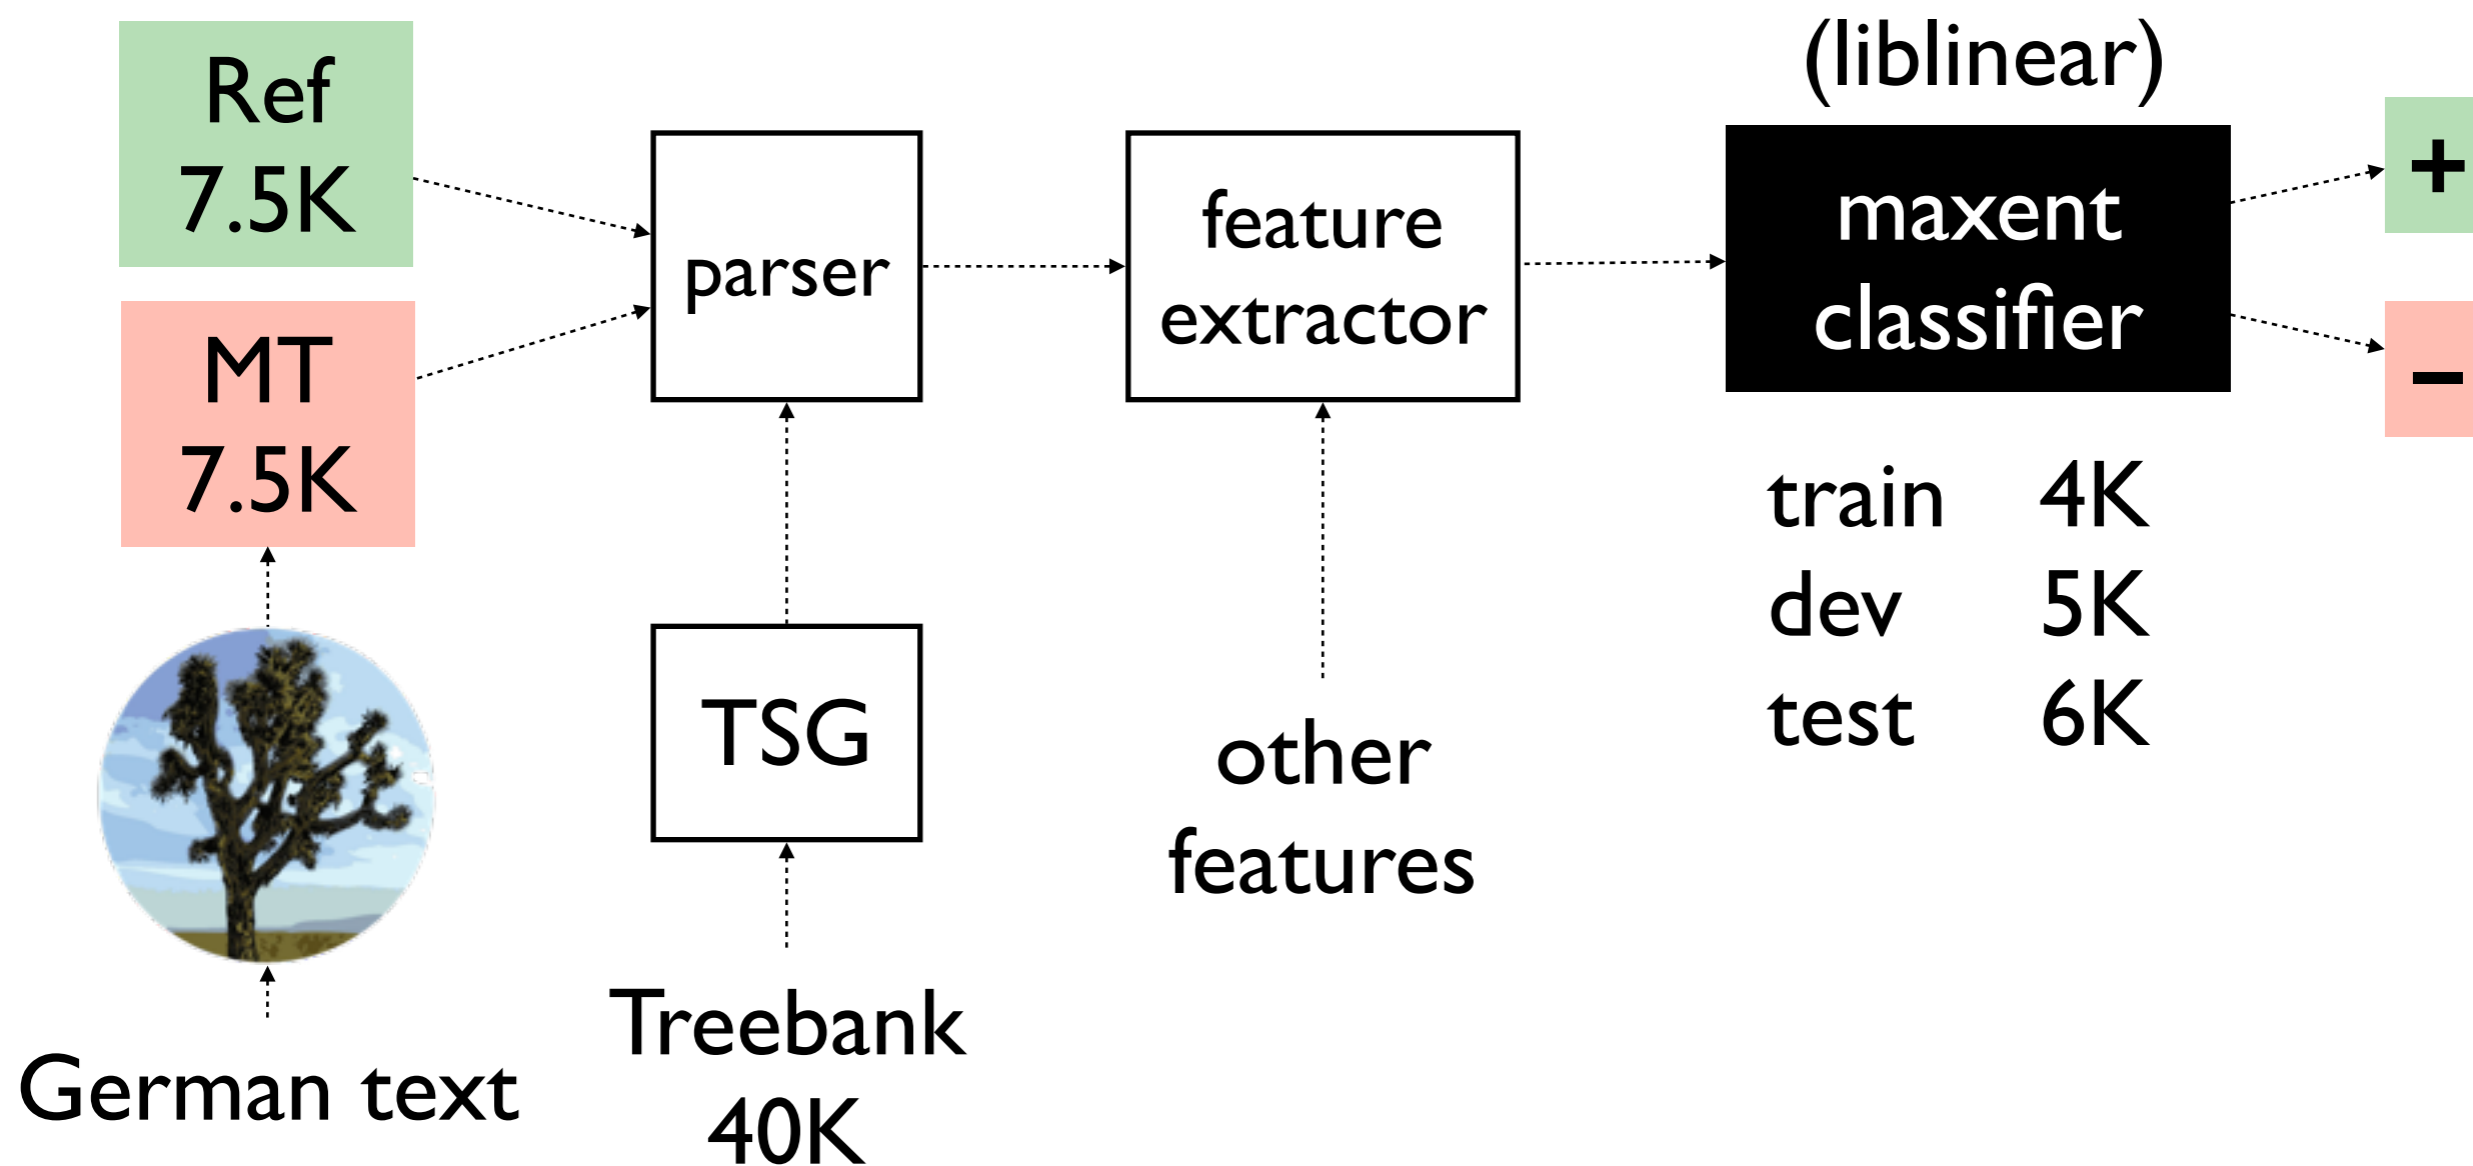 Ref
7.5K
MT
7.5K
German text
parser
TSG
Treebank
40K
feature
extractor
other
features
(liblinear)
maxent
classifier
train 4K
dev 5K
test 6K
+
–